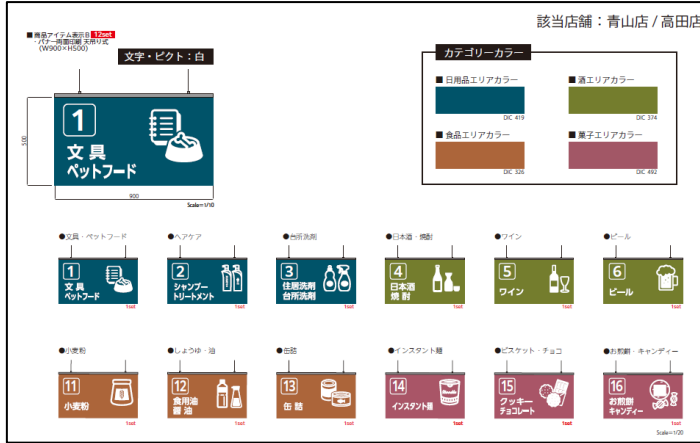 該当店舗：青山店 / 高田店
■ 商品アイテム表示B 12set
・バナー両面印刷 天吊り式
（W900×H500）
文字・ピクト：白
カテゴリーカラー
■ 日用品エリアカラー
■ 酒エリアカラー
DIC 419
DIC 374
■ 食品エリアカラー
■ 菓子エリアカラー
DIC 326
DIC 492
500
1
文 具
ペットフード
900
Scale=1/10
●文具・ペットフード
●ヘアケア
●台所洗剤
●日本酒・焼酎
●ワイン
●ビール
1
文 具
ペットフード
1set
2
シャンプー
トリートメント
1set
3
住居洗剤
台所洗剤
1set
4
日本酒
焼 酎
1set
5
ワイン
1set
6
ビール
1set
●小麦粉
●しょうゆ・油
●缶詰
●インスタント麺
●ビスケット・チョコ
●お煎餅・キャンディー
11
小麦粉
1set
12
食用油
醤 油
1set
13
缶 詰
1set
14
インスタント麺
1set
15
クッキー
チョコレート
1set
16
お煎餅
キャンディー
1set
Scale=1/20